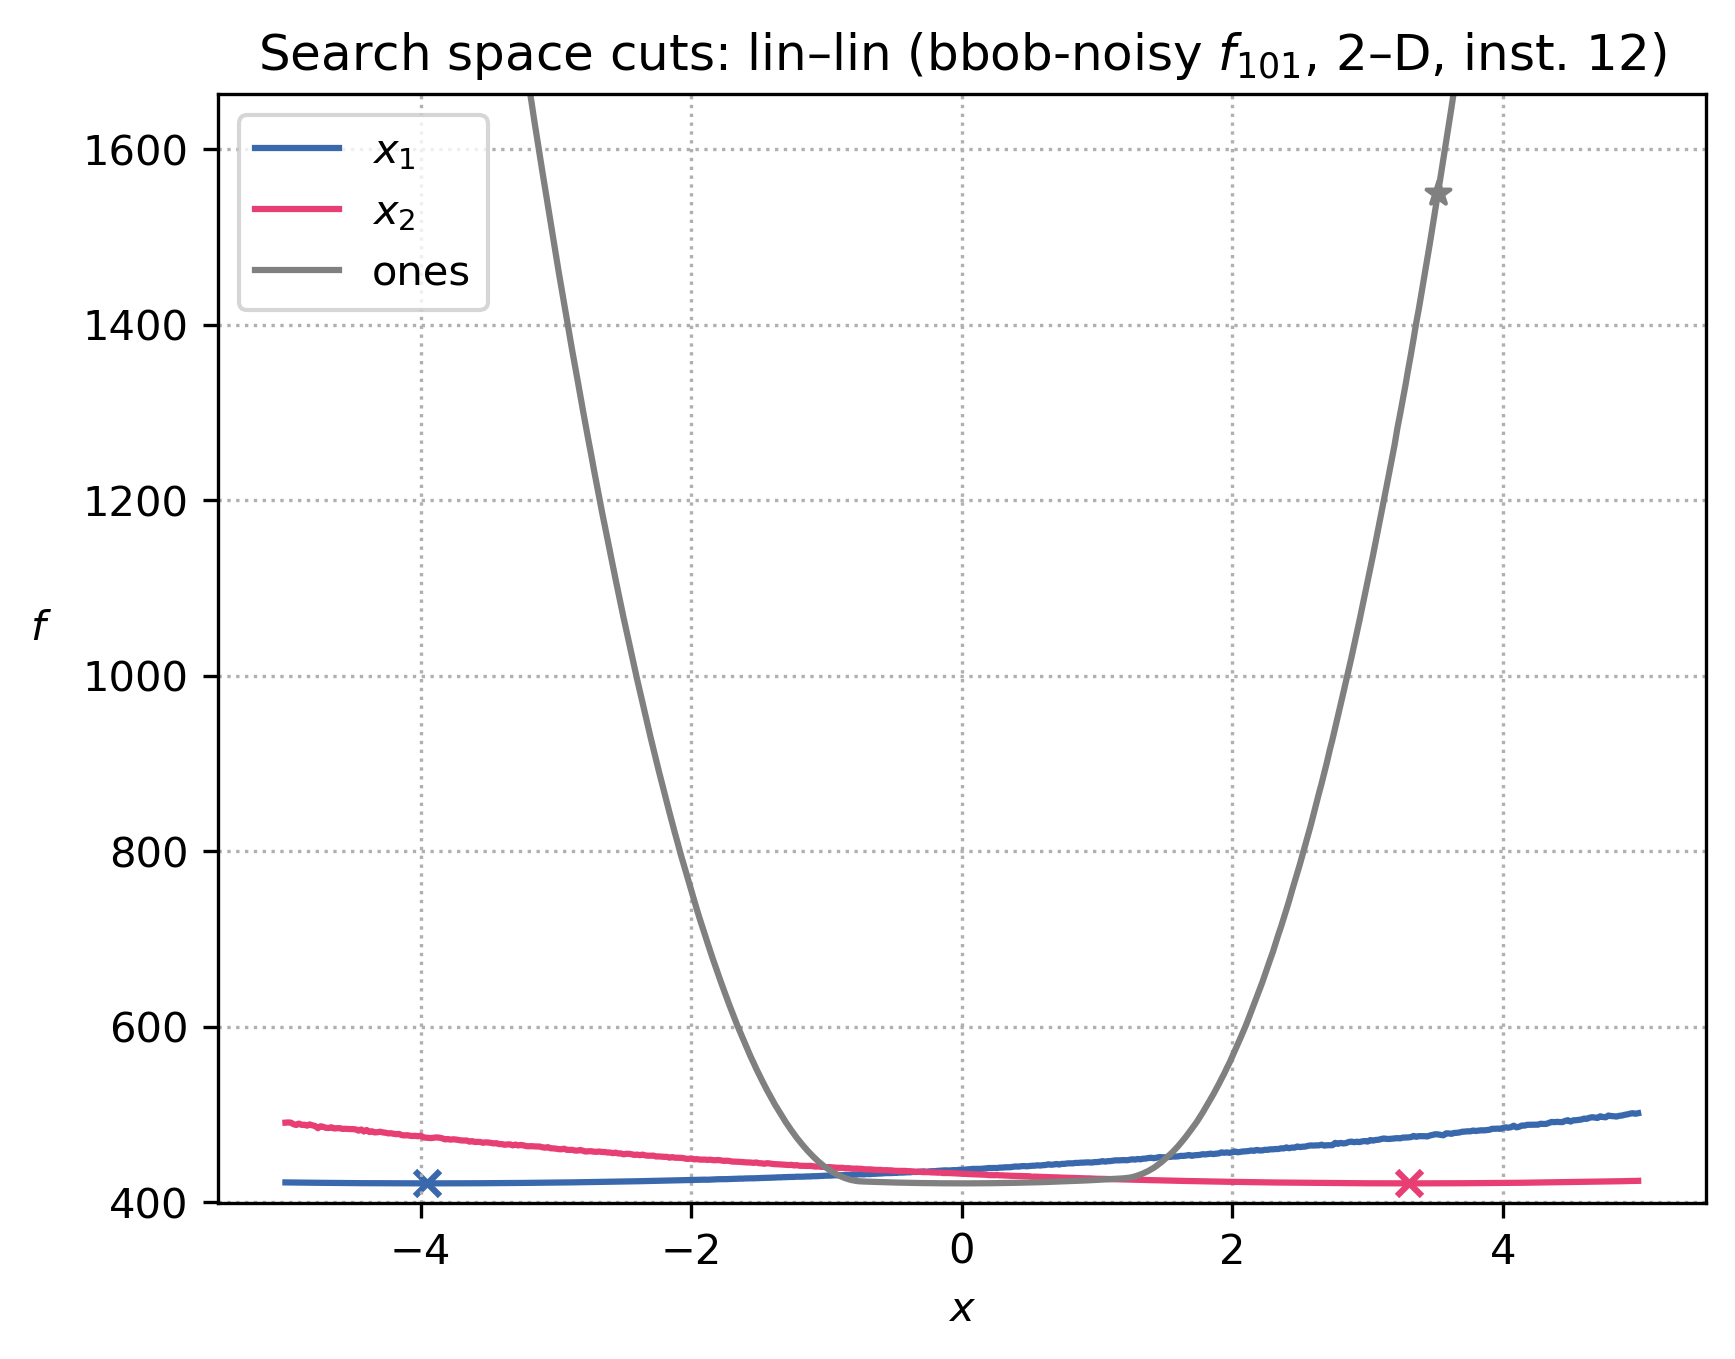 Search space cuts: lin–lin (bbob-noisy f₁₀₁, 2–D, inst. 12)
x₁
x₂
ones
1600
1400
1200
1000
800
600
400
f
−4 −2 0 2 4
x